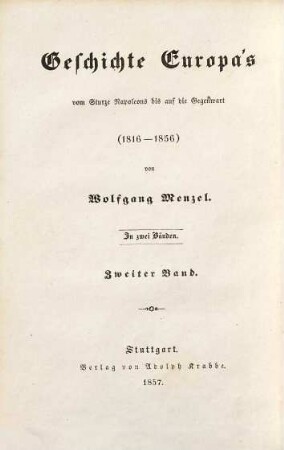 Geschichte Europa's
vom Sturze Napoleons bis auf die Gegenwart
(1816—1856)
von
Wolfgang Menzel.
In zwei Bänden.
Zweiter Band.
Stuttgart.
Verlag von Adolph Krabbe.
1857.